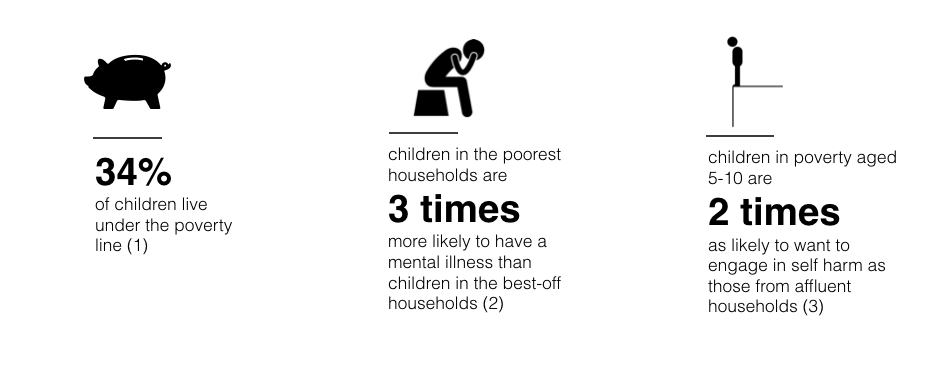 34%
of children live
under the poverty
line (1)
children in the poorest
households are
3 times
more likely to have a
mental illness than
children in the best-off
households (2)
children in poverty aged
5-10 are
2 times
as likely to want to
engage in self harm as
those from affluent
households (3)